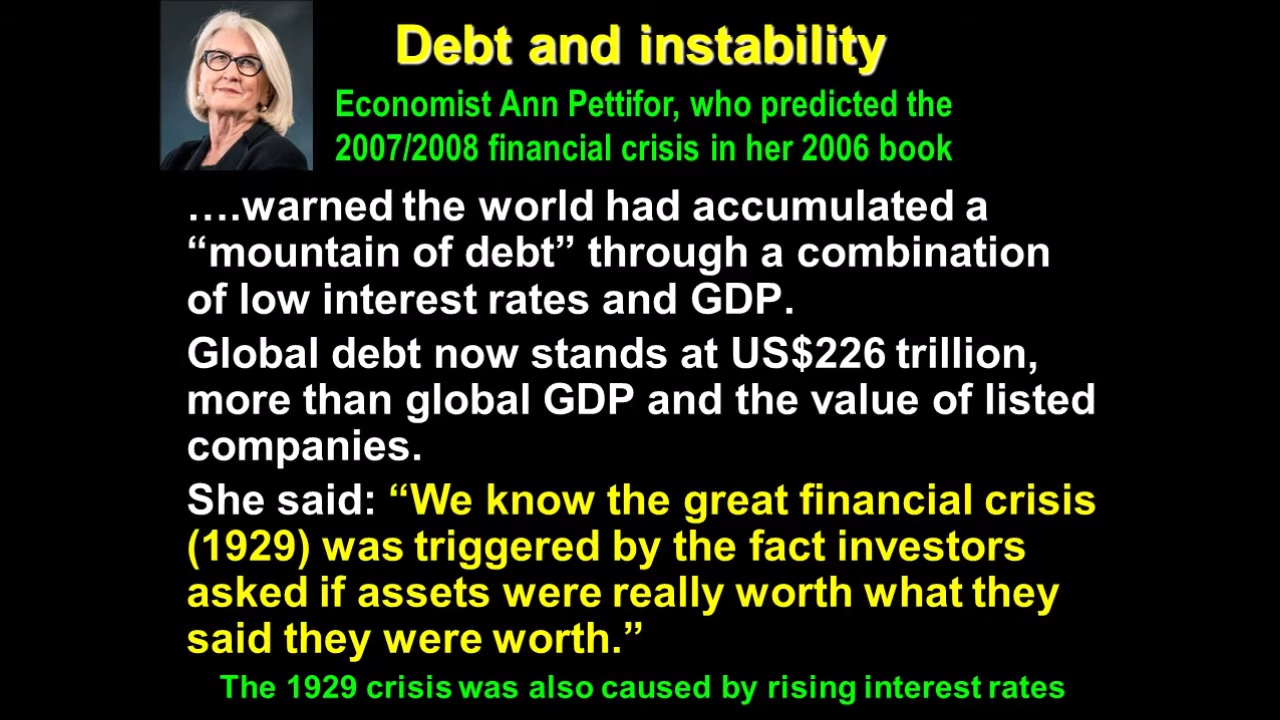 Debt and instability
Economist Ann Pettifor, who predicted the
2007/2008 financial crisis in her 2006 book
….warned the world had accumulated a
“mountain of debt” through a combination
of low interest rates and GDP.
Global debt now stands at US$226 trillion,
more than global GDP and the value of listed
companies.
She said: “We know the great financial crisis
(1929) was triggered by the fact investors
asked if assets were really worth what they
said they were worth.”
The 1929 crisis was also caused by rising interest rates